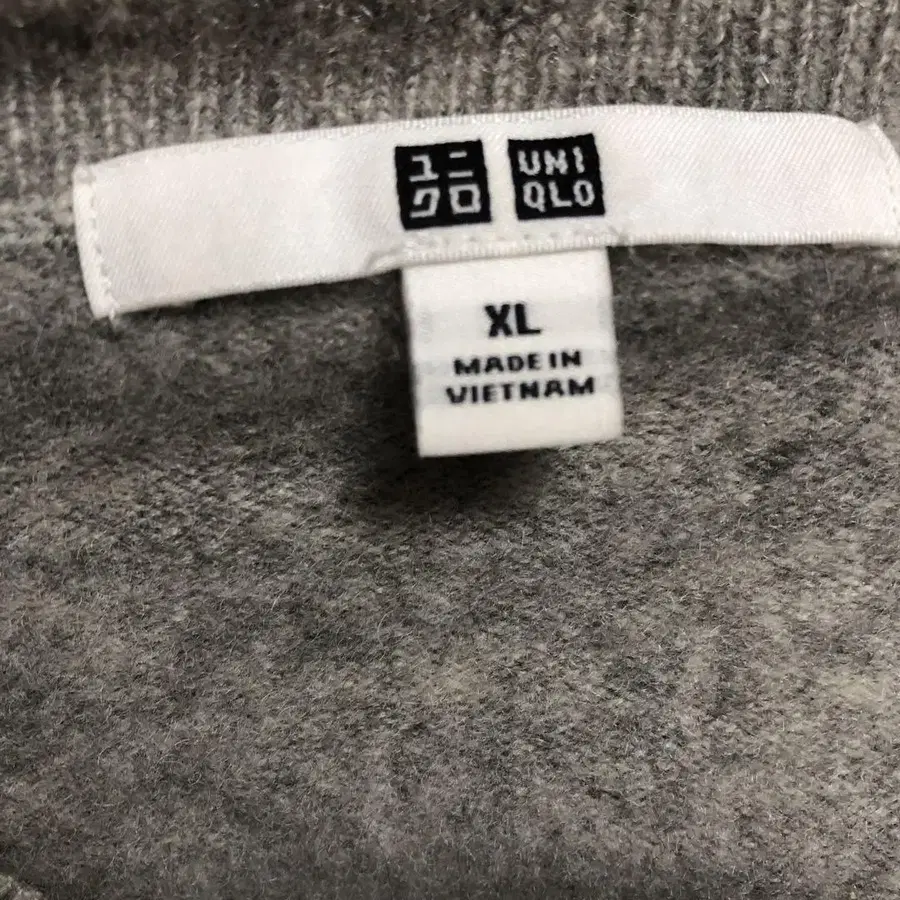 ユニ
クロ
UNI
QLO
XL
MADE IN
VIETNAM